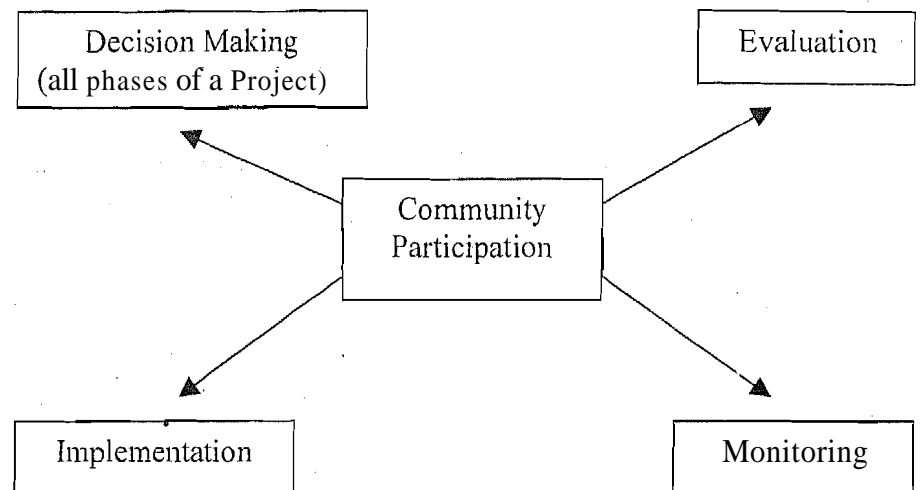 Decision Making
(all phases of a Project)
Evaluation
Community
Participation
Implementation
Monitoring